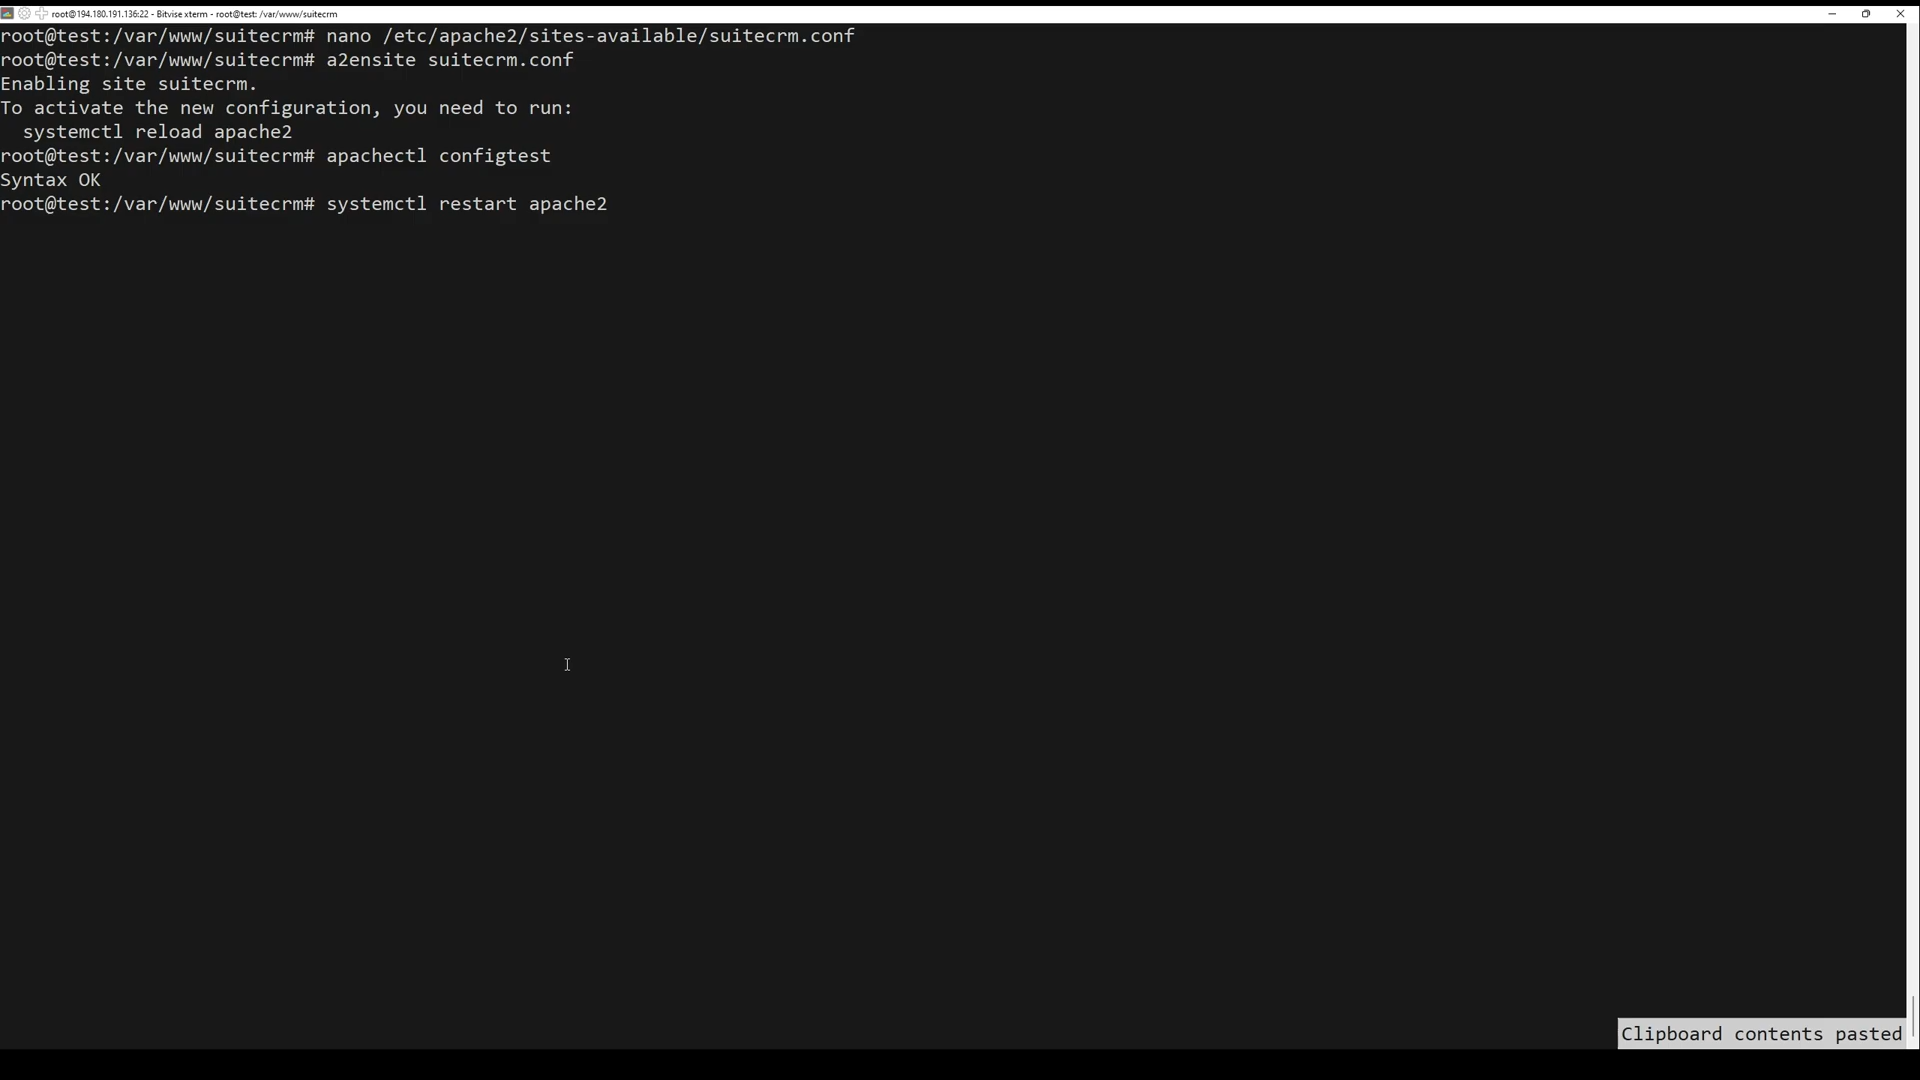 root@194.180.191.136:22 - Bitvise xterm - root@test: /var/www/suitecrm
root@test:/var/www/suitecrm# nano /etc/apache2/sites-available/suitecrm.conf
root@test:/var/www/suitecrm# a2ensite suitecrm.conf
Enabling site suitecrm.
To activate the new configuration, you need to run:
  systemctl reload apache2
root@test:/var/www/suitecrm# apachectl configtest
Syntax OK
root@test:/var/www/suitecrm# systemctl restart apache2
Clipboard contents pasted